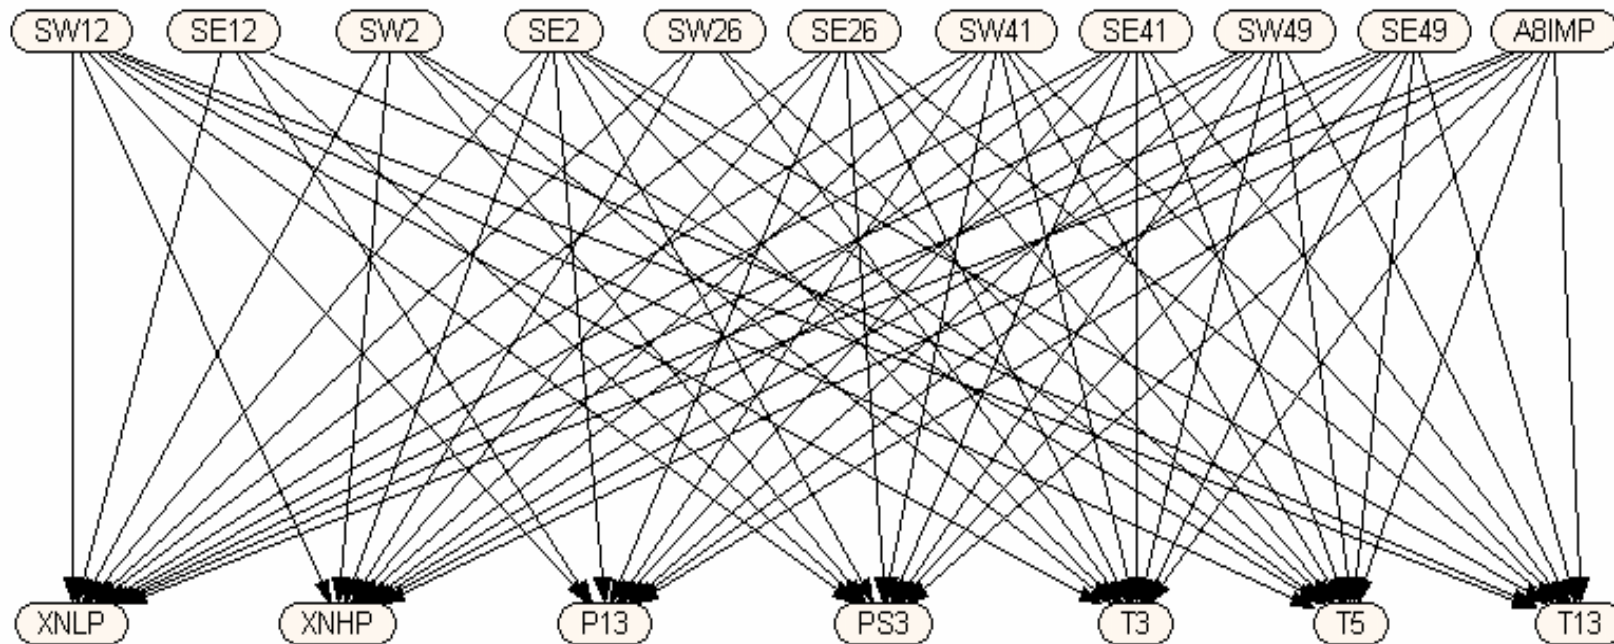 SW12 SE12 SW2 SE2 SW26 SE26 SW41 SE41 SW49 SE49 A8IMP
XNLP XNHP P13 PS3 T3 T5 T13